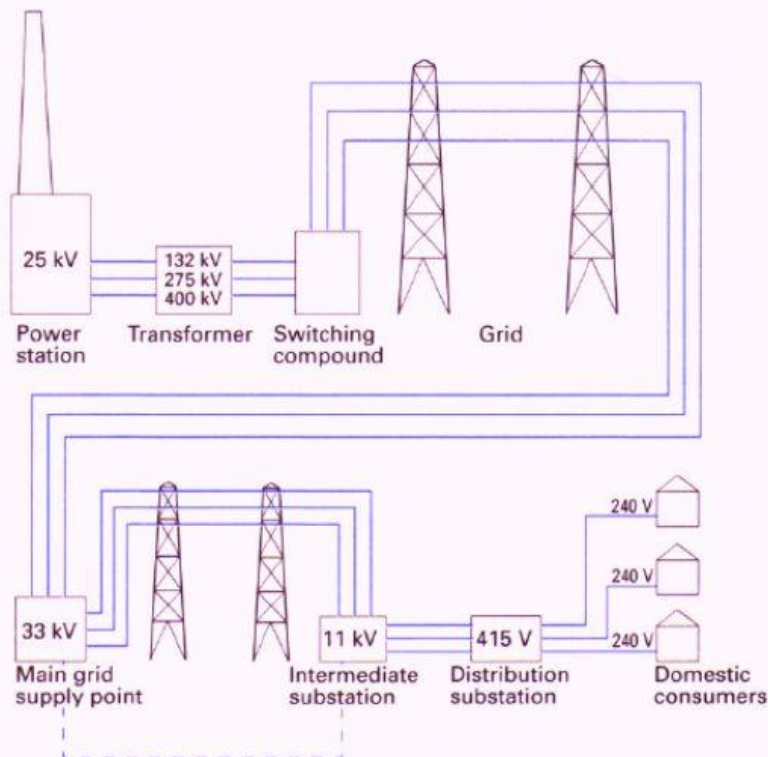 25 kV
132 kV
275 kV
400 kV
Power
station
Transformer
Switching
compound
Grid
240 V
240 V
240 V
33 kV
11 kV
415 V
Main grid
supply point
Intermediate
substation
Distribution
substation
Domestic
consumers